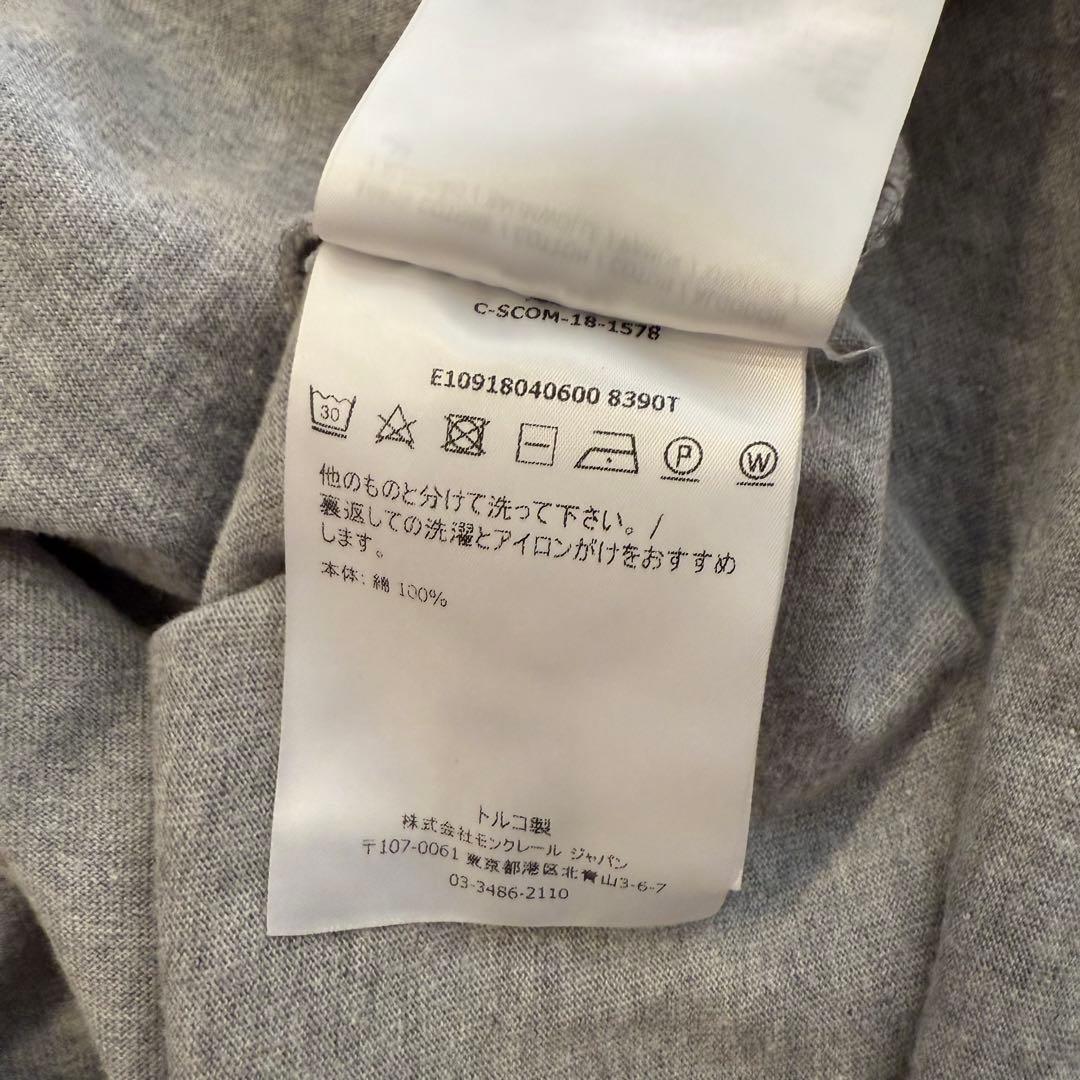 C-SCOM-18-1578
E10918040600 8390T
30
P
W
他のものと分けて洗って下さい。/
裏返しての洗濯とアイロンがけをおすすめ
します。
本体: 綿 100%
トルコ製
株式会社モンクレール ジャパン
〒107-0061 東京都港区北青山3-6-7
03-3486-2110